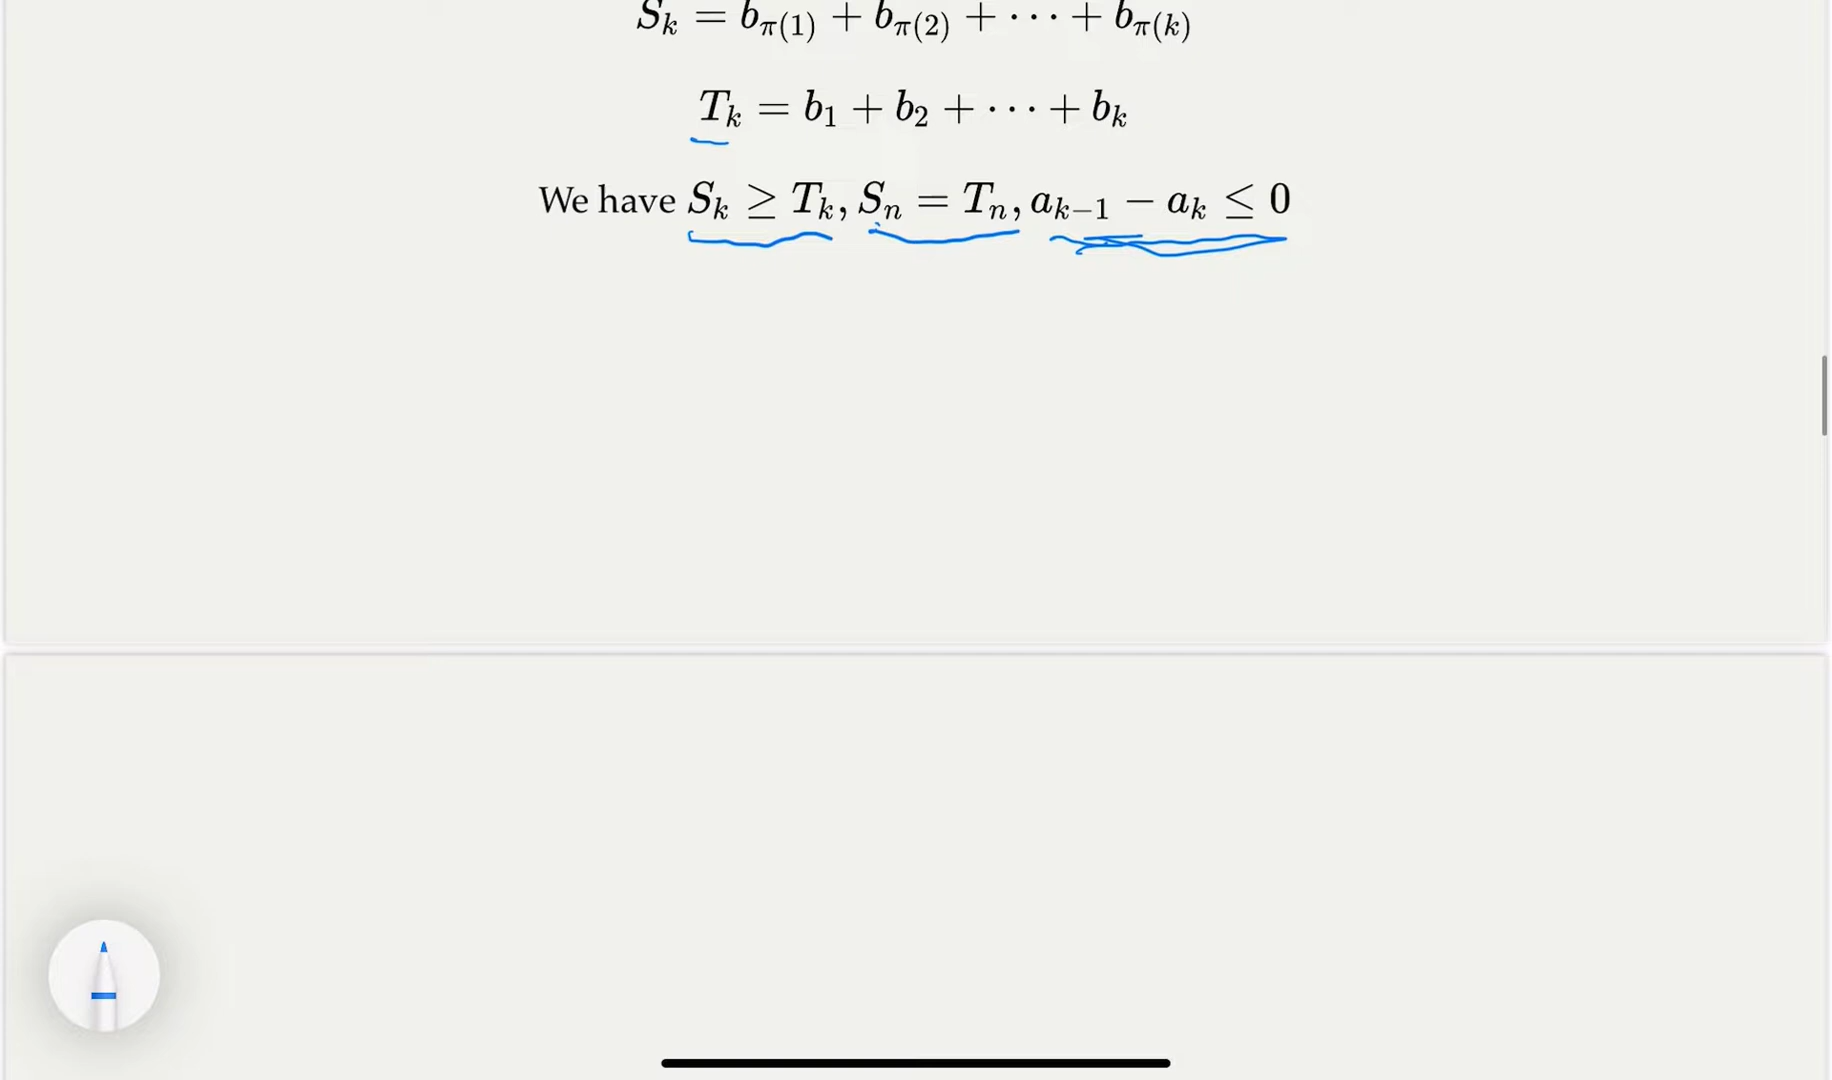 S_k = b_{π(1)} + b_{π(2)} + ⋯ + b_{π(k)}
T_k = b_1 + b_2 + ⋯ + b_k
We have S_k ≥ T_k, S_n = T_n, a_{k−1} − a_k ≤ 0